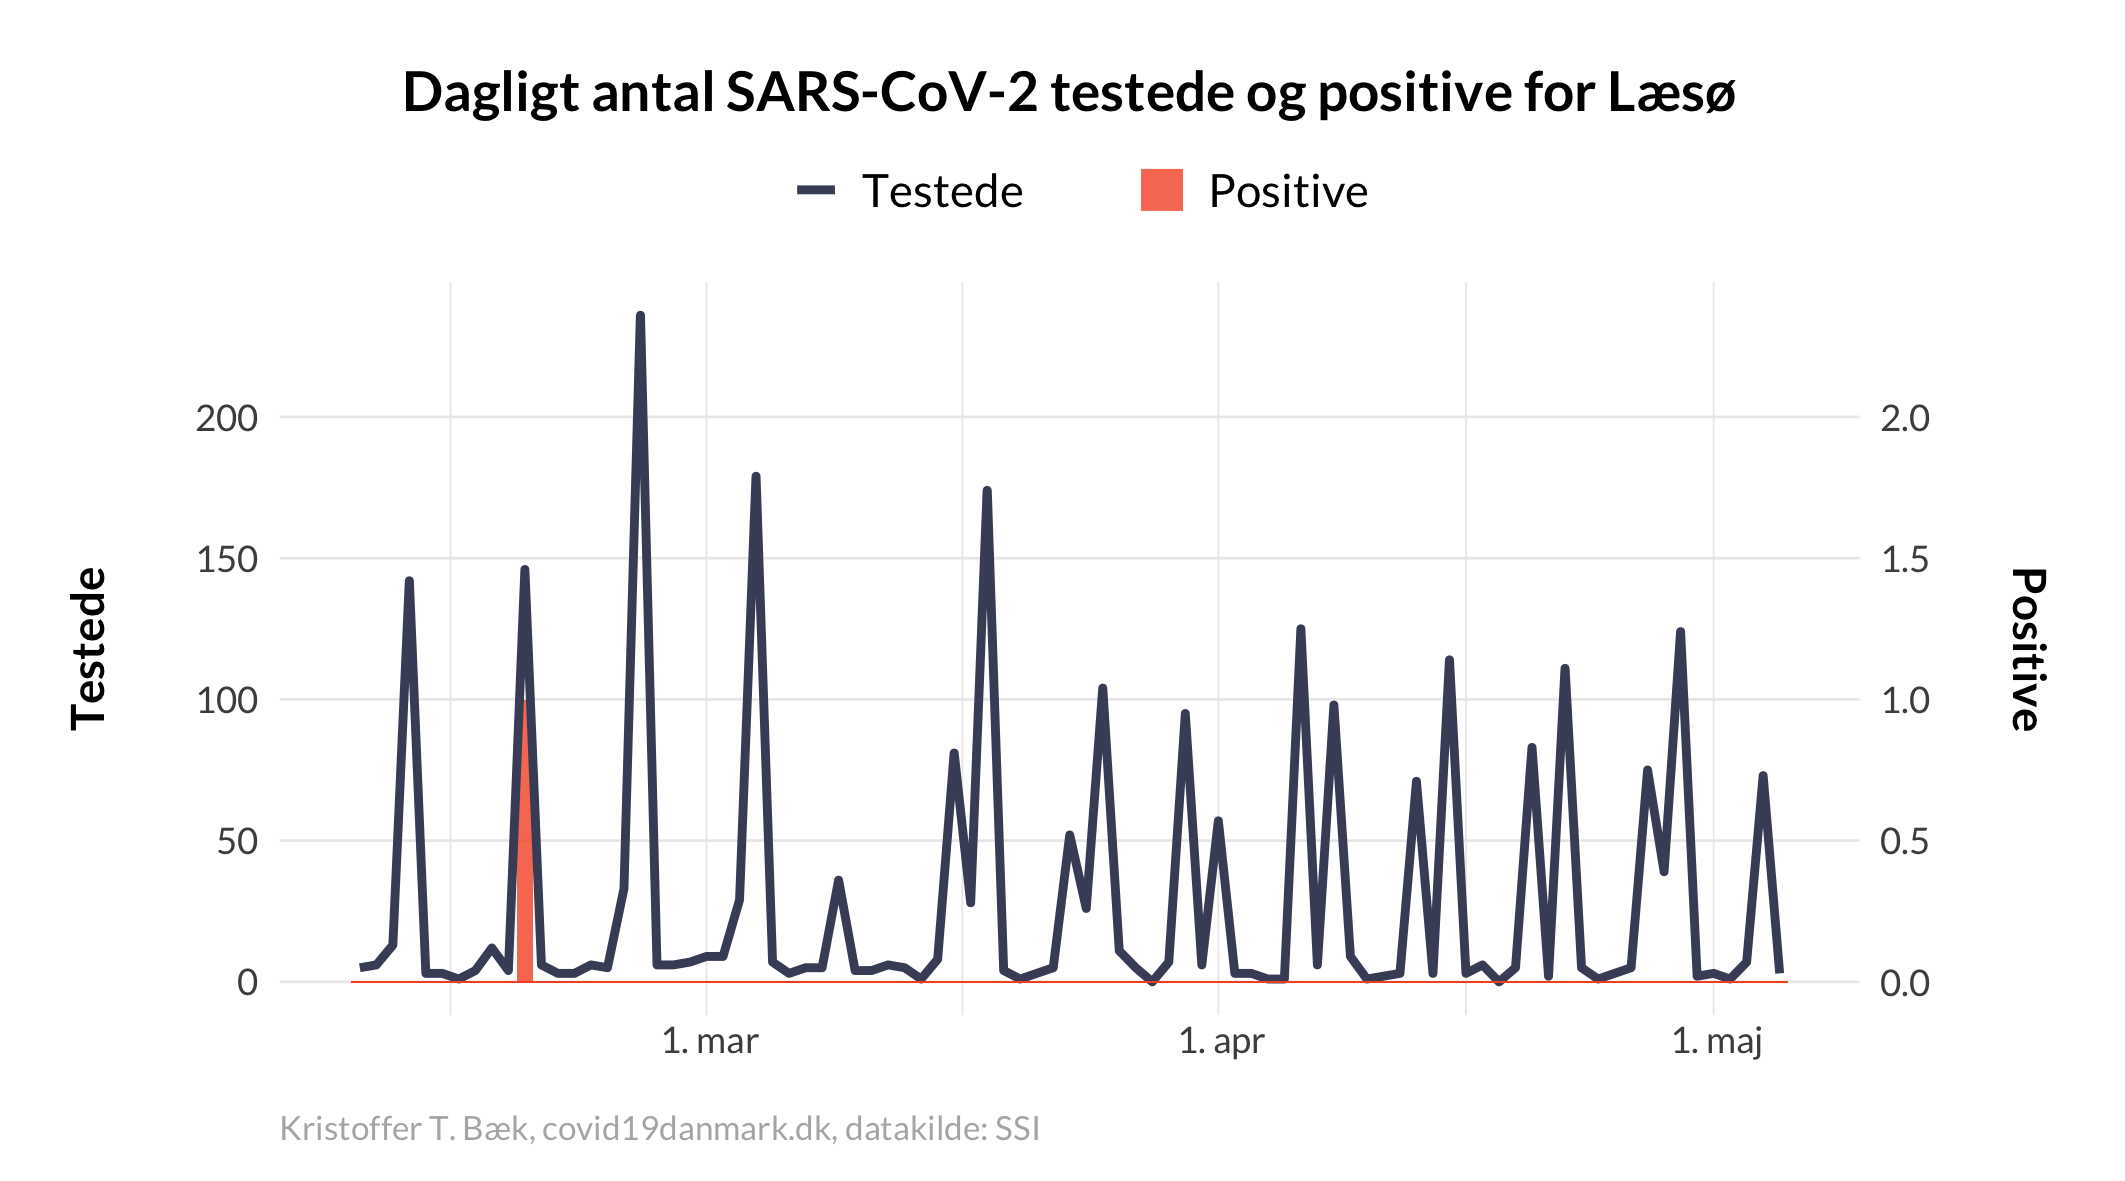 Dagligt antal SARS-CoV-2 testede og positive for Læsø
Testede
Positive
200
150
100
50
0
Testede
2.0
1.5
1.0
0.5
0.0
Positive
1. mar
1. apr
1. maj
Kristoffer T. Bæk, covid19danmark.dk, datakilde: SSI